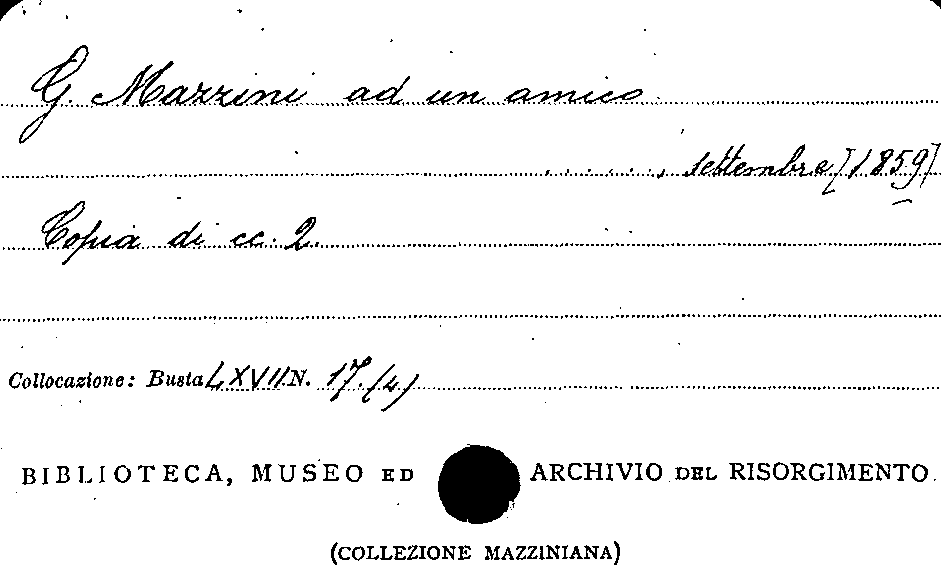 G. Mazzini ad un amico
......, settembre [1859]
Copia di cc. 2.
Collocazione: Busta LXVII N. 17.(4)
BIBLIOTECA, MUSEO ED ARCHIVIO DEL RISORGIMENTO
(COLLEZIONE MAZZINIANA)